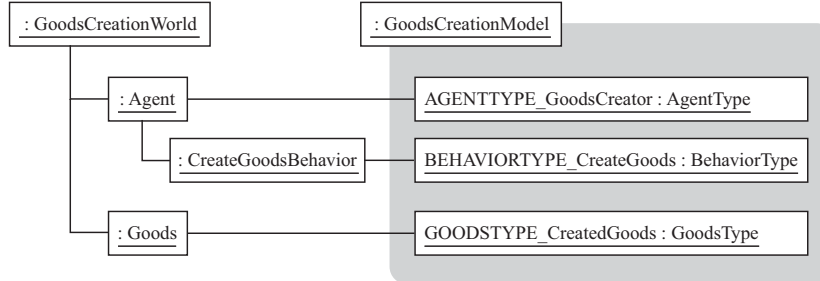 : GoodsCreationWorld
: GoodsCreationModel
: Agent
AGENTTYPE_GoodsCreator : AgentType
: CreateGoodsBehavior
BEHAVIORTYPE_CreateGoods : BehaviorType
: Goods
GOODSTYPE_CreatedGoods : GoodsType